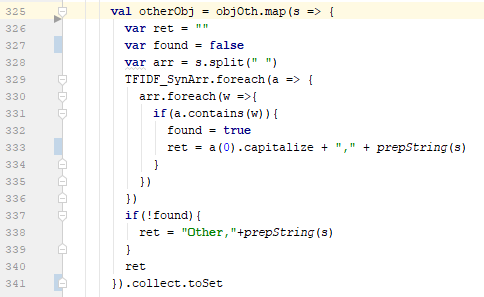 325 val otherObj = objOth.map(s => {
326 var ret = ""
327 var found = false
328 var arr = s.split(" ")
329 TFIDF_SynArr.foreach(a => {
330 arr.foreach(w =>{
331 if(a.contains(w)){
332 found = true
333 ret = a(0).capitalize + "," + prepString(s)
334 }
335 })
336 })
337 if(!found){
338 ret = "Other,"+prepString(s)
339 }
340 ret
341 }).collect.toSet